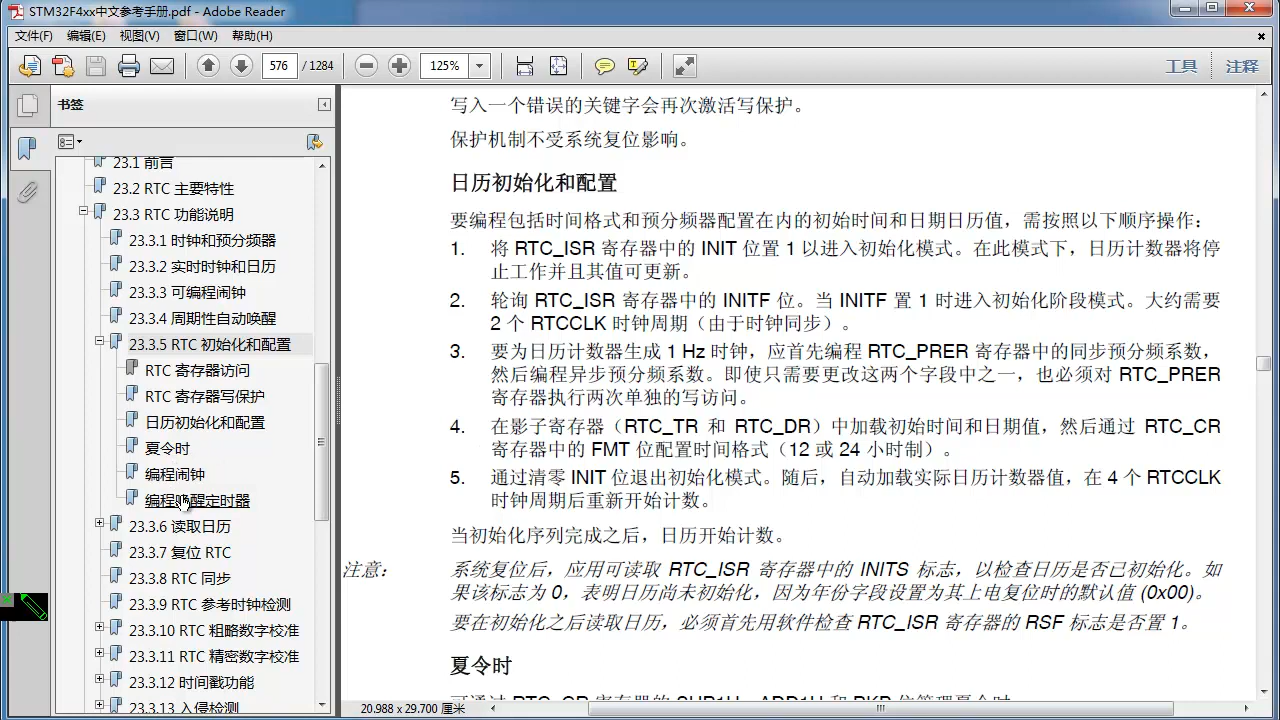 STM32F4xx中文参考手册.pdf - Adobe Reader
文件(F) 编辑(E) 视图(V) 窗口(W) 帮助(H)
576 / 1284 125% 工具 注释
书签
23.1 前言
23.2 RTC 主要特性
23.3 RTC 功能说明
23.3.1 时钟和预分频器
23.3.2 实时时钟和日历
23.3.3 可编程闹钟
23.3.4 周期性自动唤醒
23.3.5 RTC 初始化和配置
RTC 寄存器访问
RTC 寄存器写保护
日历初始化和配置
夏令时
编程闹钟
编程唤醒定时器
23.3.6 读取日历
23.3.7 复位 RTC
23.3.8 RTC 同步
23.3.9 RTC 参考时钟检测
23.3.10 RTC 粗略数字校准
23.3.11 RTC 精密数字校准
23.3.12 时间戳功能
23.3.13 入侵检测
写入一个错误的关键字会再次激活写保护。
保护机制不受系统复位影响。
日历初始化和配置
要编程包括时间格式和预分频器配置在内的初始时间和日期日历值，需按照以下顺序操作：
1. 将 RTC_ISR 寄存器中的 INIT 位置 1 以进入初始化模式。在此模式下，日历计数器将停
止工作并且其值可更新。
2. 轮询 RTC_ISR 寄存器中的 INITF 位。当 INITF 置 1 时进入初始化阶段模式。大约需要
2 个 RTCCLK 时钟周期（由于时钟同步）。
3. 要为日历计数器生成 1 Hz 时钟，应首先编程 RTC_PRER 寄存器中的同步预分频系数，
然后编程异步预分频系数。即使只需要更改这两个字段中之一，也必须对 RTC_PRER
寄存器执行两次单独的写访问。
4. 在影子寄存器（RTC_TR 和 RTC_DR）中加载初始时间和日期值，然后通过 RTC_CR
寄存器中的 FMT 位配置时间格式（12 或 24 小时制）。
5. 通过清零 INIT 位退出初始化模式。随后，自动加载实际日历计数器值，在 4 个 RTCCLK
时钟周期后重新开始计数。
当初始化序列完成之后，日历开始计数。
注意： 系统复位后，应用可读取 RTC_ISR 寄存器中的 INITS 标志，以检查日历是否已初始化。如
果该标志为 0，表明日历尚未初始化，因为年份字段设置为其上电复位时的默认值 (0x00)。
要在初始化之后读取日历，必须首先用软件检查 RTC_ISR 寄存器的 RSF 标志是否置 1。
夏令时
可通过 RTC_CR 寄存器的 SUB1H、ADD1H 和 BKP 位管理夏令时。
20.988 x 29.700 厘米